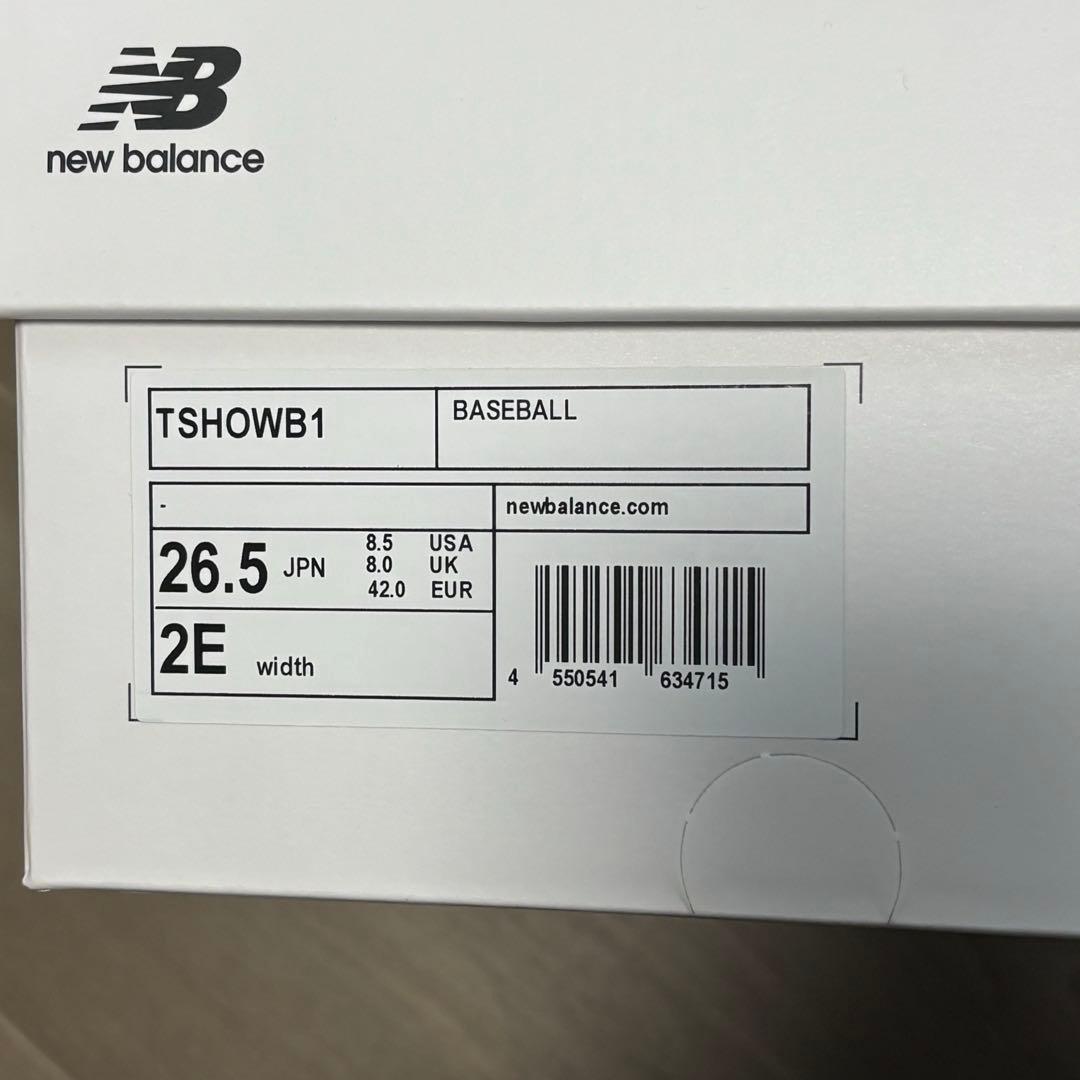 NB
new balance
TSHOWB1
BASEBALL
-
newbalance.com
26.5 JPN
8.5 USA
8.0 UK
42.0 EUR
2E width
4 550541 634715